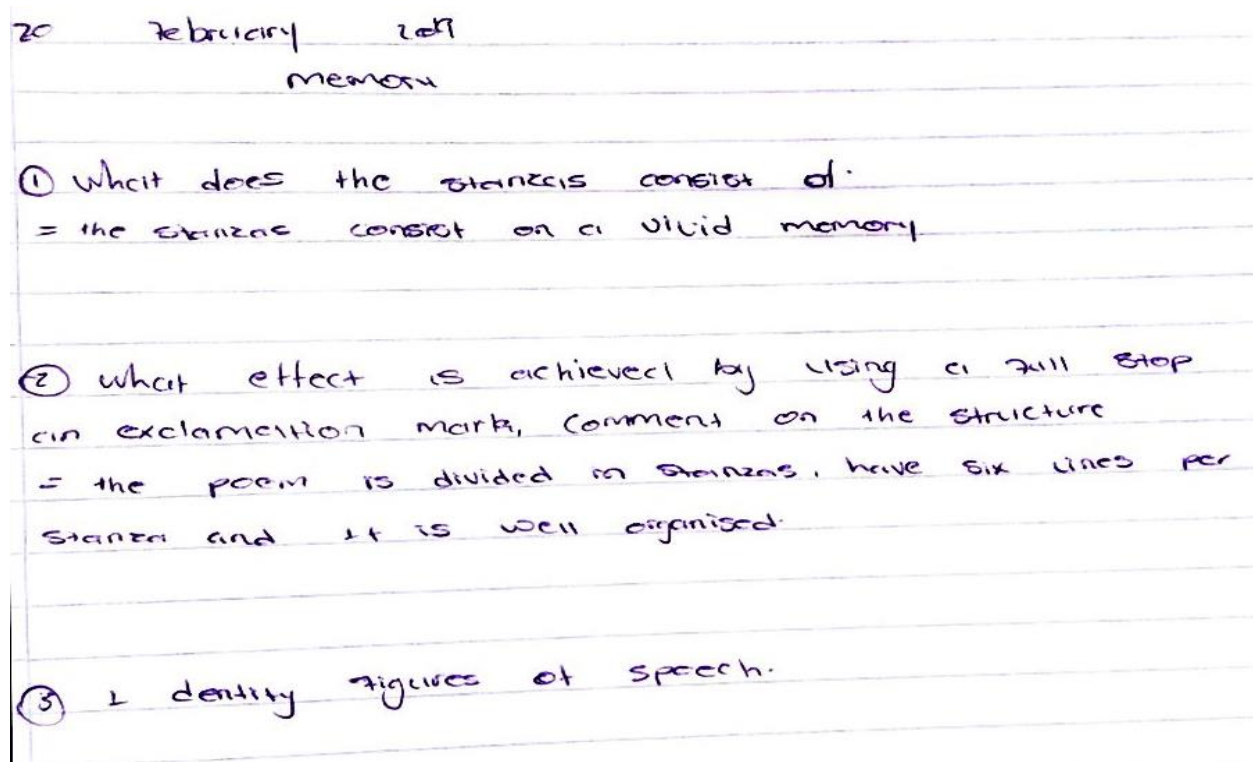 20 February
memory
① What does the stanzas consist of.
= the stanzas consist on a vivid memory
② what effect is achieved by using a full stop
an exclamation mark, Comment on the structure
= the poem is divided in stanzas, have six lines per
stanza and it is well organised.
③ Identify figures of speech.